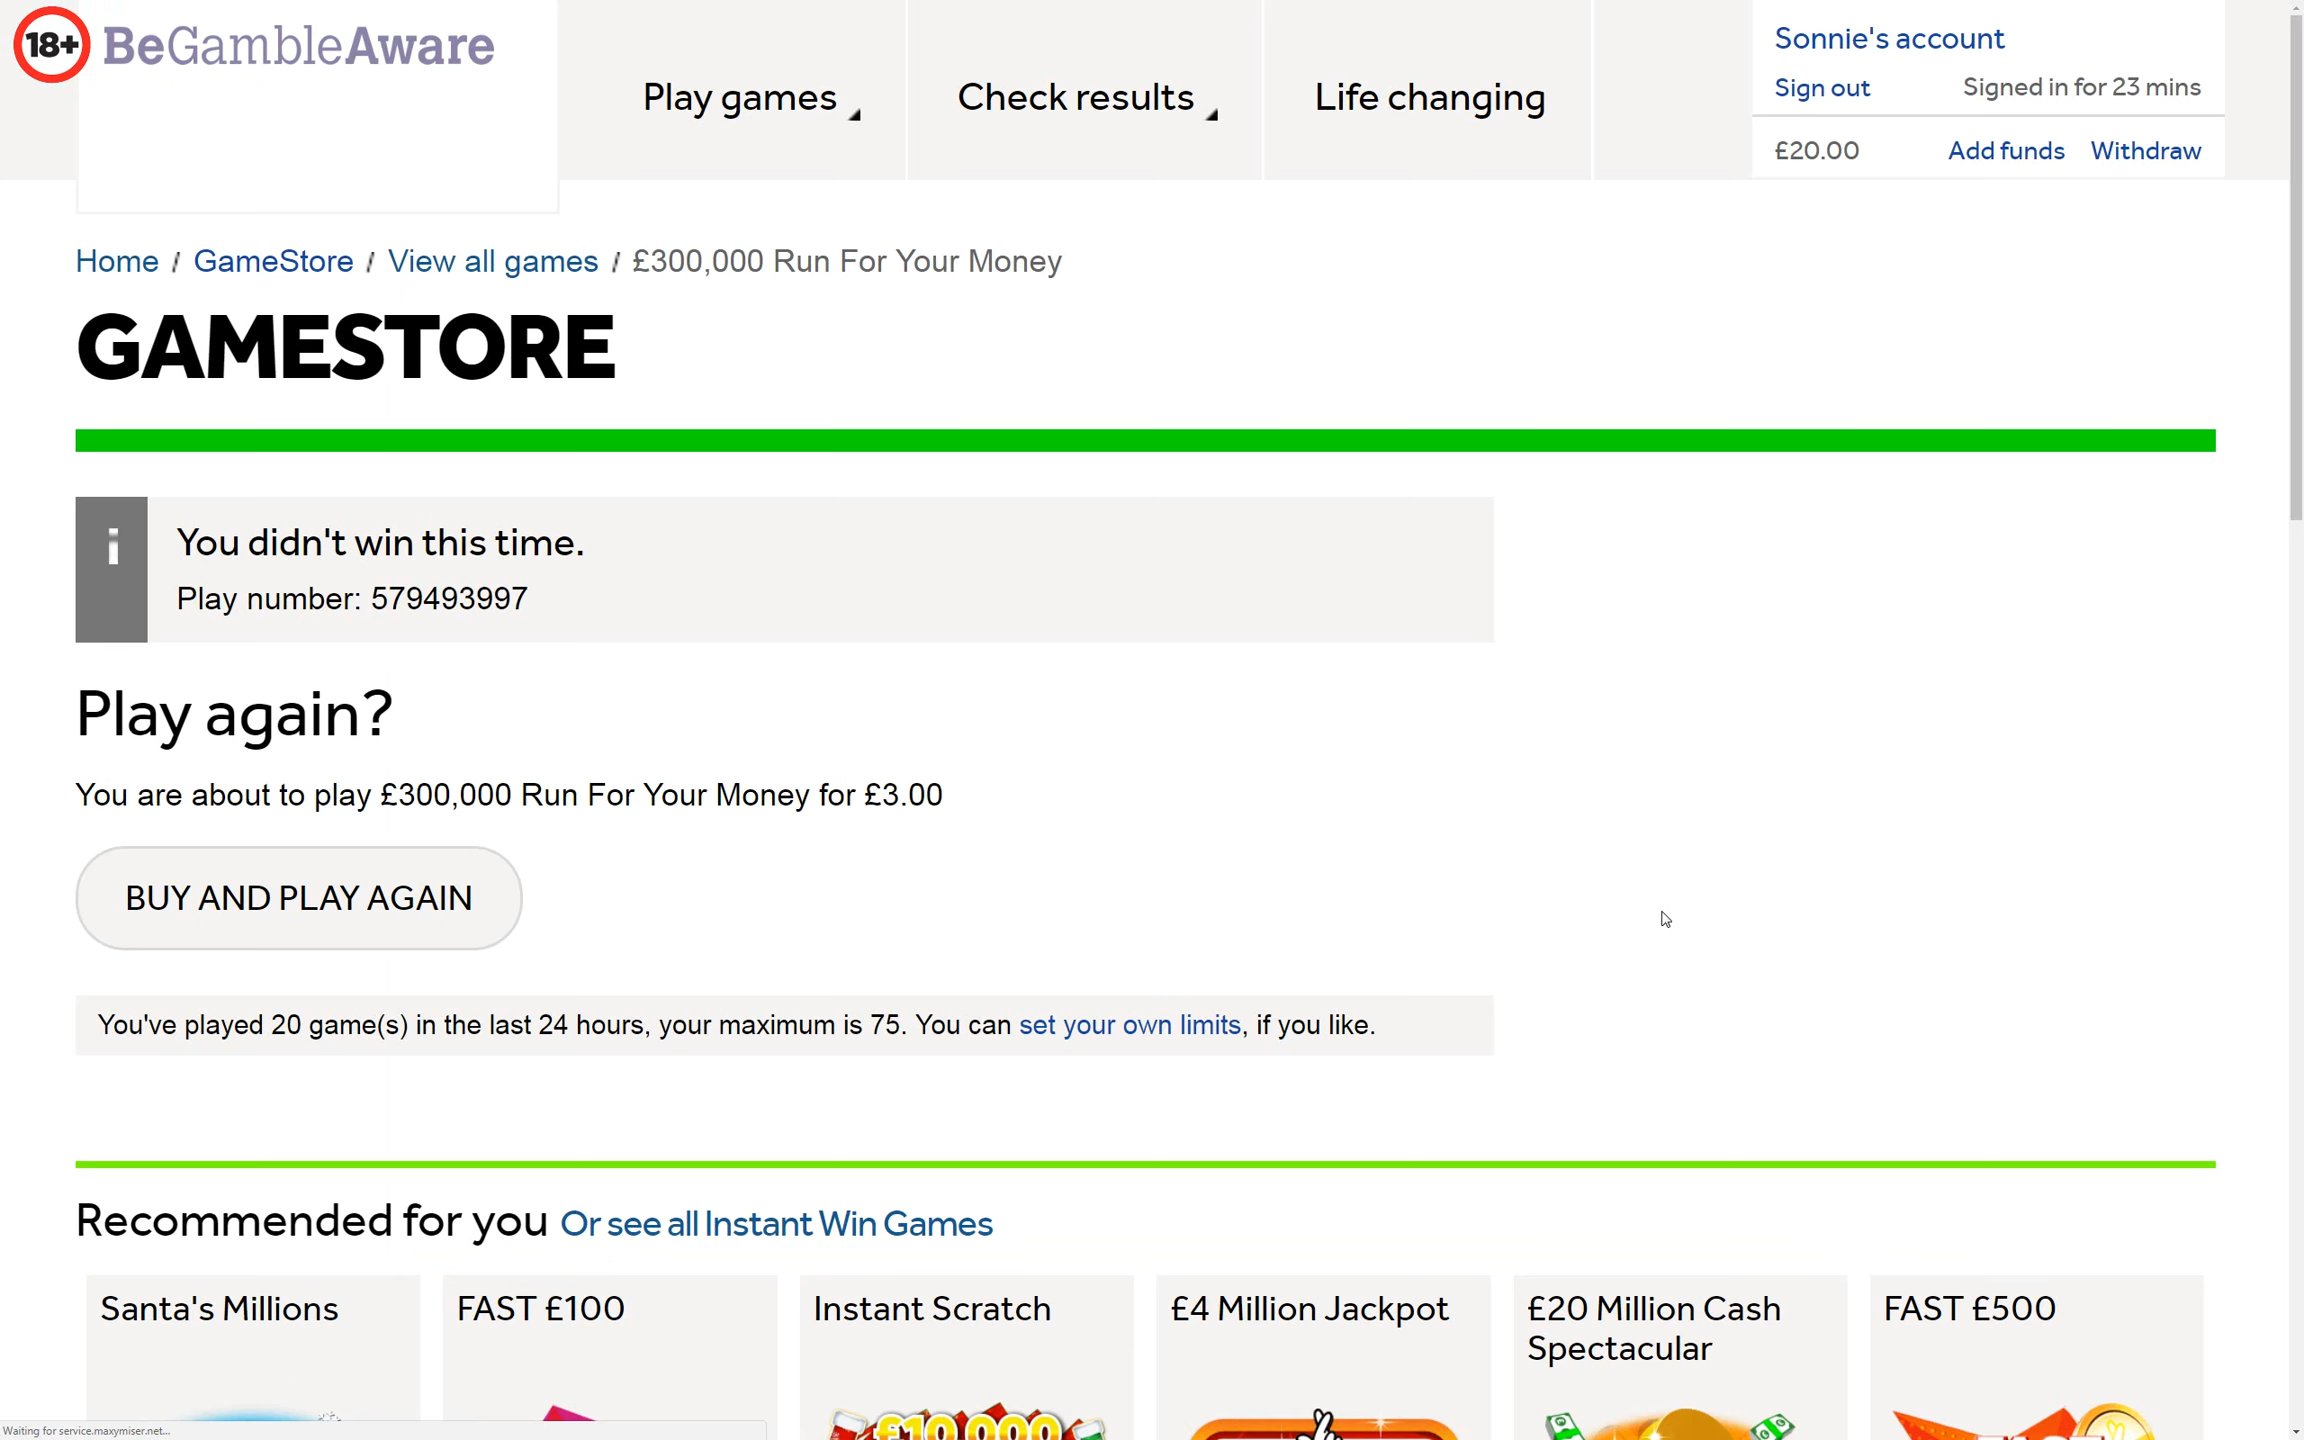 18+ BeGambleAware
Play games
Check results
Life changing
Sonnie's account
Sign out Signed in for 23 mins
£20.00 Add funds Withdraw
Home / GameStore / View all games / £300,000 Run For Your Money
GAMESTORE
i
You didn't win this time.
Play number: 579493997
Play again?
You are about to play £300,000 Run For Your Money for £3.00
BUY AND PLAY AGAIN
You've played 20 game(s) in the last 24 hours, your maximum is 75. You can set your own limits, if you like.
Recommended for you Or see all Instant Win Games
Santa's Millions
FAST £100
Instant Scratch
£4 Million Jackpot
£20 Million Cash
Spectacular
FAST £500
£10,000
Waiting for service.maxymiser.net...